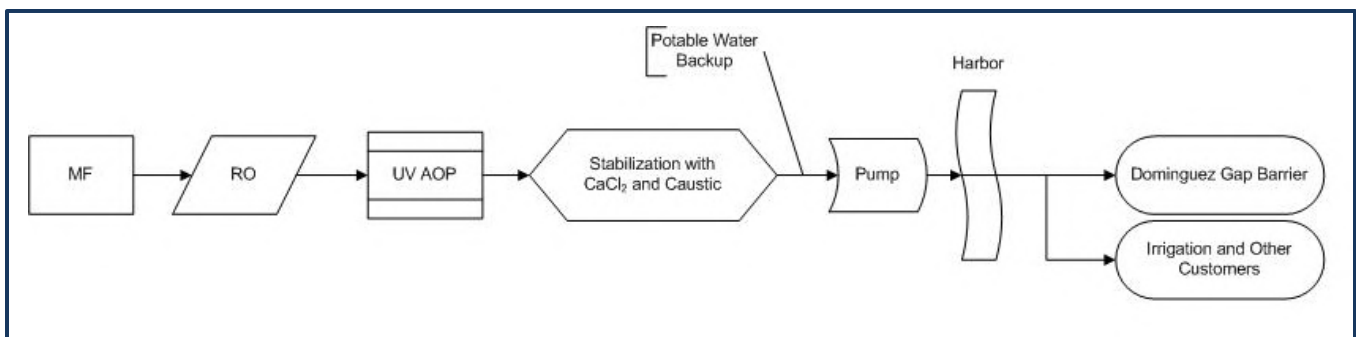 Potable Water
Backup
Harbor
MF
RO
UV AOP
Stabilization with
CaCl₂ and Caustic
Pump
Dominguez Gap Barrier
Irrigation and Other
Customers